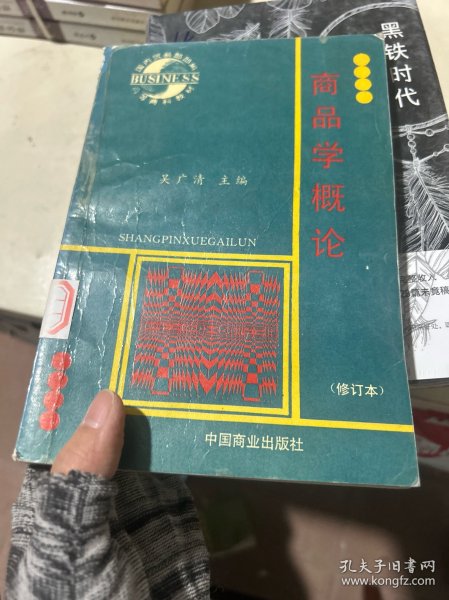 BUSINESS
商品学概论
吴广清 主编
SHANGPINXUEGAILUN
(修订本)
中国商业出版社
黑铁时代
孔夫子旧书网
www.kongfz.com